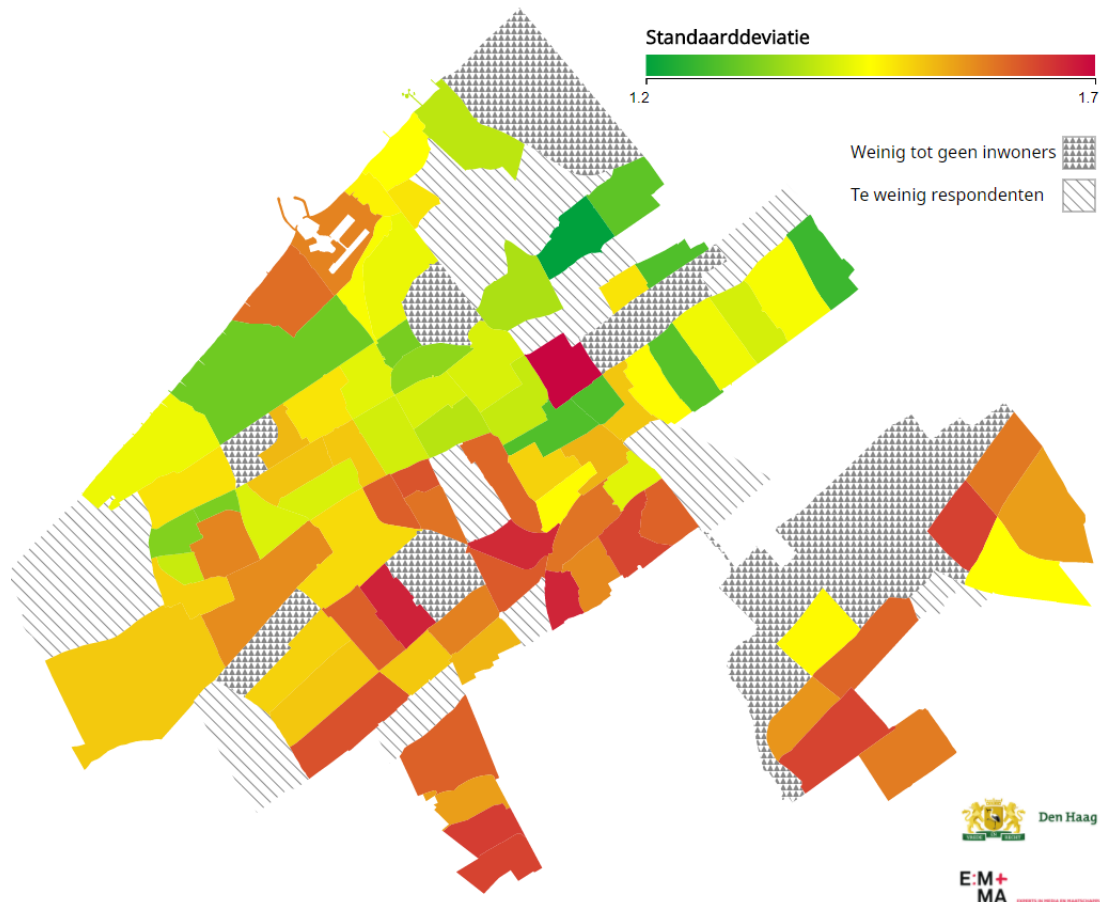 Standaarddeviatie
1.2
1.7
Weinig tot geen inwoners
Te weinig respondenten
Den Haag
E:M+
MA